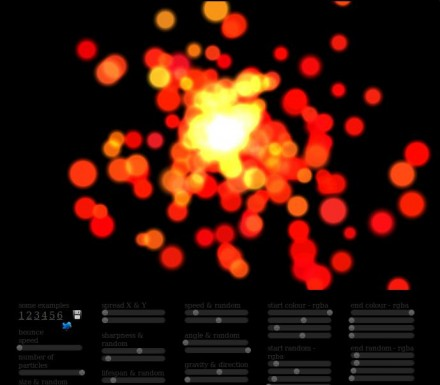 some examples
1 2 3 4 5 6
bounce
speed
number of
particles
size & random
spread X & Y
sharpness &
random
lifespan & random
speed & random
angle & random
gravity & direction
start colour - rgba
start random -
rgba
end colour - rgba
end random - rgba